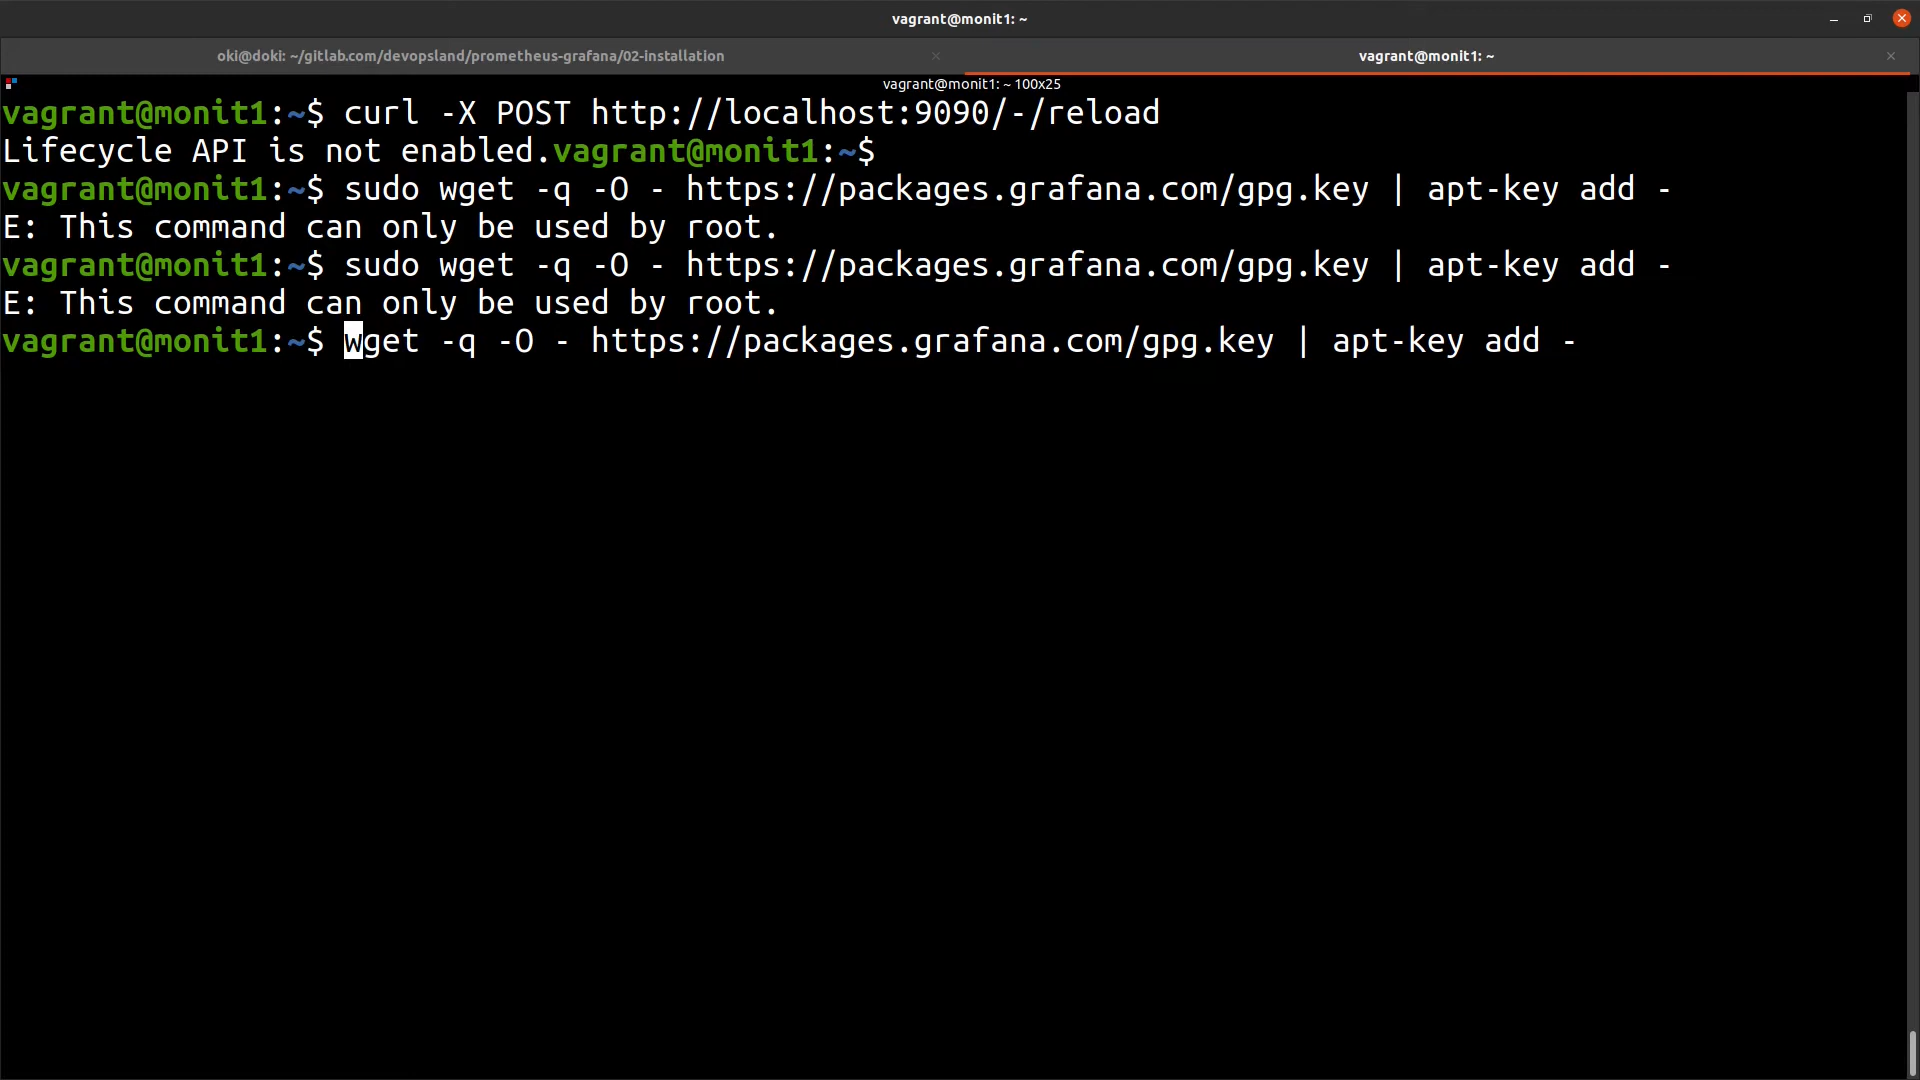 vagrant@monit1: ~
oki@doki: ~/gitlab.com/devopsland/prometheus-grafana/02-installation
vagrant@monit1: ~
vagrant@monit1: ~ 100x25
vagrant@monit1:~$ curl -X POST http://localhost:9090/-/reload
Lifecycle API is not enabled.vagrant@monit1:~$
vagrant@monit1:~$ sudo wget -q -O - https://packages.grafana.com/gpg.key | apt-key add -
E: This command can only be used by root.
vagrant@monit1:~$ sudo wget -q -O - https://packages.grafana.com/gpg.key | apt-key add -
E: This command can only be used by root.
vagrant@monit1:~$ wget -q -O - https://packages.grafana.com/gpg.key | apt-key add -